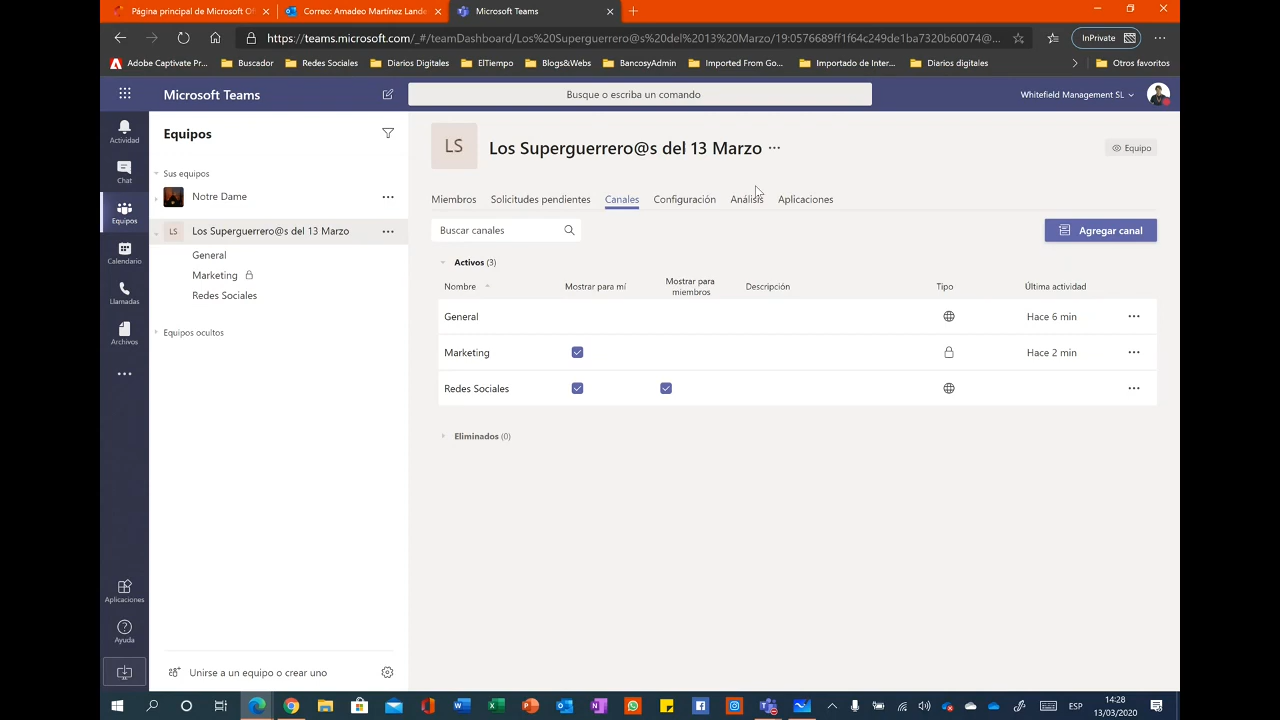 Página principal de Microsoft Of
Correo: Amadeo Martínez Lande
Microsoft Teams
https://teams.microsoft.com/_#/teamDashboard/Los%20Superguerrero@s%20del%2013%20Marzo/19:0576689ff1f64c249de1ba7320b60074@...
InPrivate
Adobe Captivate Pr...
Buscador
Redes Sociales
Diarios Digitales
ElTiempo
Blogs&Webs
BancosyAdmin
Imported From Go...
Importado de Inter...
Diarios digitales
Otros favoritos
Microsoft Teams
Busque o escriba un comando
Whitefield Management SL
Actividad
Chat
Equipos
Calendario
Llamadas
Archivos
Aplicaciones
Ayuda
Equipos
Sus equipos
Notre Dame
LS Los Superguerrero@s del 13 Marzo
General
Marketing
Redes Sociales
Equipos ocultos
Unirse a un equipo o crear uno
LS
Los Superguerrero@s del 13 Marzo
Equipo
Miembros Solicitudes pendientes Canales Configuración Análisis Aplicaciones
Buscar canales
Agregar canal
Activos (3)
Nombre Mostrar para mí Mostrar para miembros Descripción Tipo Última actividad
General Hace 6 min
Marketing Hace 2 min
Redes Sociales
Eliminados (0)
ESP
14:28
13/03/2020